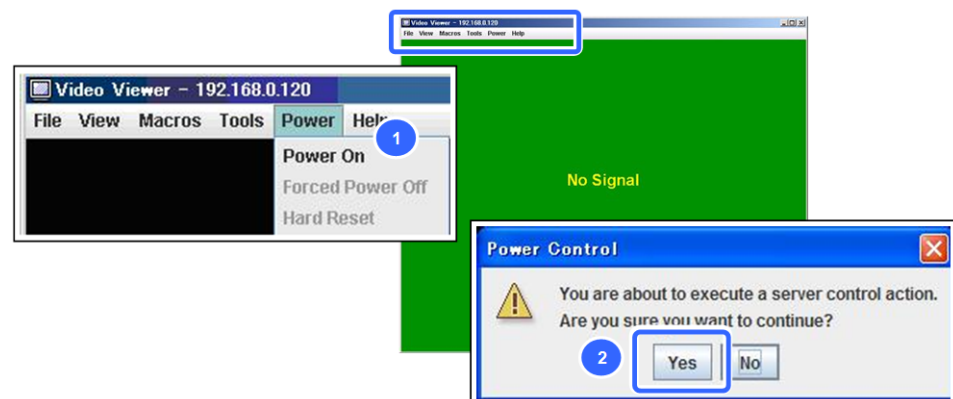 Video Viewer - 192.168.0.120
File View Macros Tools Power Help
Video Viewer - 192.168.0.120
File View Macros Tools Power Help
1
Power On
Forced Power Off
Hard Reset
No Signal
Power Control
You are about to execute a server control action.
Are you sure you want to continue?
2
Yes No